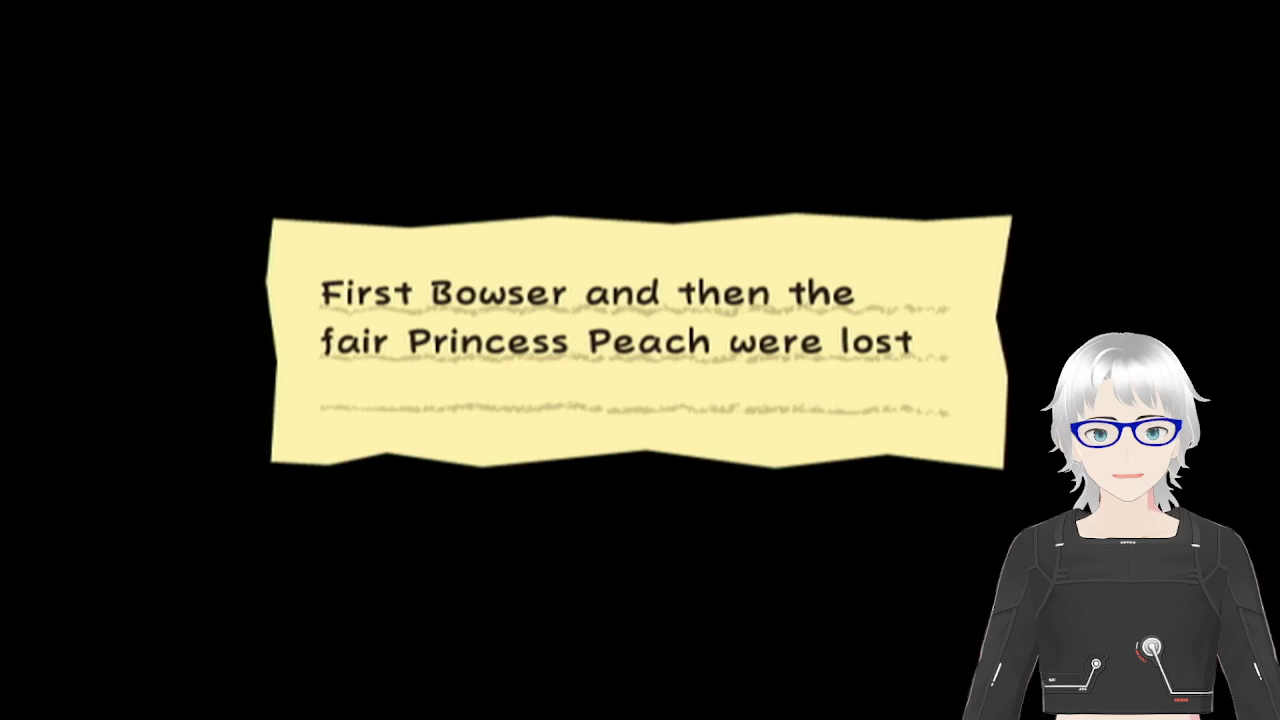 First Bowser and then the
fair Princess Peach were lost